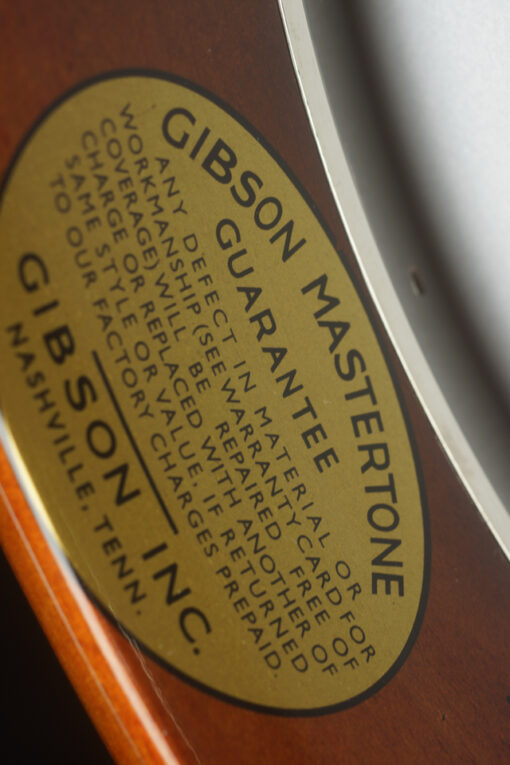 GIBSON MASTERTONE
GUARANTEE
ANY DEFECT IN MATERIAL OR
WORKMANSHIP (SEE WARRANTY CARD FOR
COVERAGE) WILL BE REPAIRED FREE OF
CHARGE OR REPLACED WITH ANOTHER OF
SAME STYLE OR VALUE, IF RETURNED
TO OUR FACTORY CHARGES PREPAID.
GIBSON INC.
NASHVILLE, TENN.